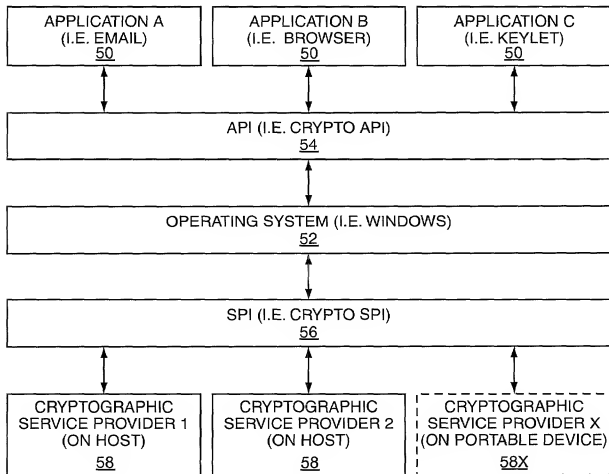 APPLICATION A
(I.E. EMAIL)
50
APPLICATION B
(I.E. BROWSER)
50
APPLICATION C
(I.E. KEYLET)
50
API (I.E. CRYPTO API)
54
OPERATING SYSTEM (I.E. WINDOWS)
52
SPI (I.E. CRYPTO SPI)
56
CRYPTOGRAPHIC
SERVICE PROVIDER 1
(ON HOST)
58
CRYPTOGRAPHIC
SERVICE PROVIDER 2
(ON HOST)
58
CRYPTOGRAPHIC
SERVICE PROVIDER X
(ON PORTABLE DEVICE)
58X